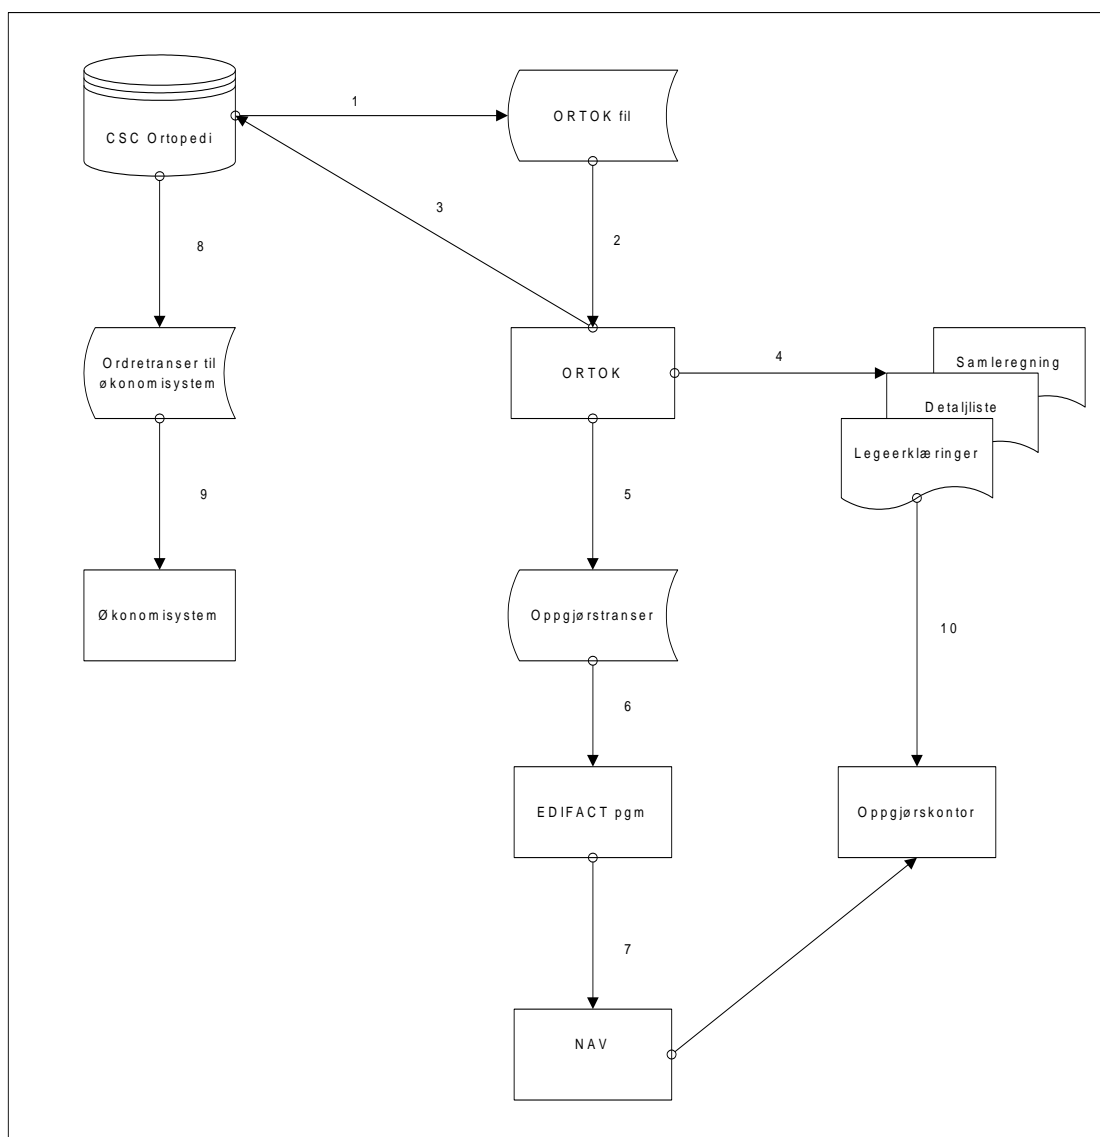 1
CSC Ortopedi
ORTOK fil
3
2
8
4
Ordretranser til
økonomisystem
ORTOK
Samleregning
Detaljliste
Legeerklæringer
9
5
Økonomisystem
Oppgjørstranser
10
6
EDIFACT pgm
Oppgjørskontor
7
NAV